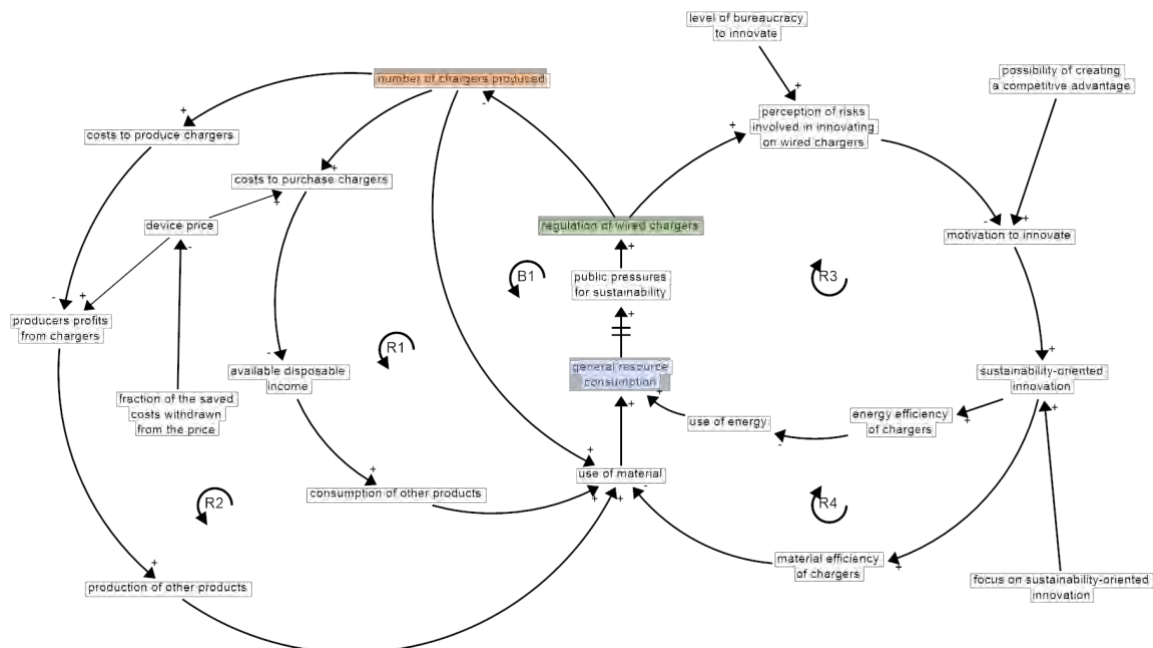 level of bureaucracy
to innovate
number of chargers produced
possibility of creating
a competitive advantage
costs to produce chargers
perception of risks
involved in innovating
on wired chargers
costs to purchase chargers
device price
regulation of wired chargers
motivation to innovate
public pressures
for sustainability
B1
R3
producers profits
from chargers
R1
available disposable
income
general resource
consumption
sustainability-oriented
innovation
fraction of the saved
costs withdrawn
from the price
use of energy
energy efficiency
of chargers
use of material
consumption of other products
R2
R4
material efficiency
of chargers
production of other products
focus on sustainability-oriented
innovation